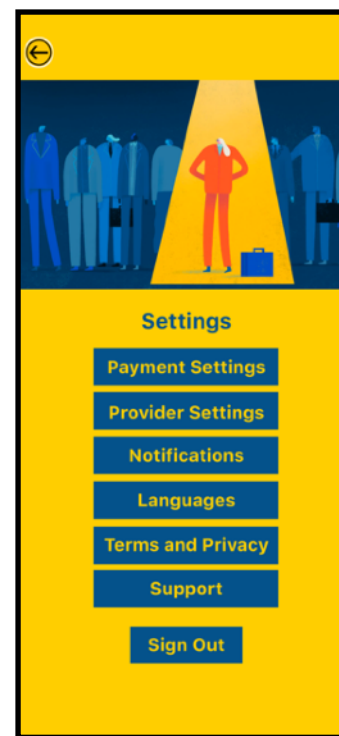 Settings
Payment Settings
Provider Settings
Notifications
Languages
Terms and Privacy
Support
Sign Out